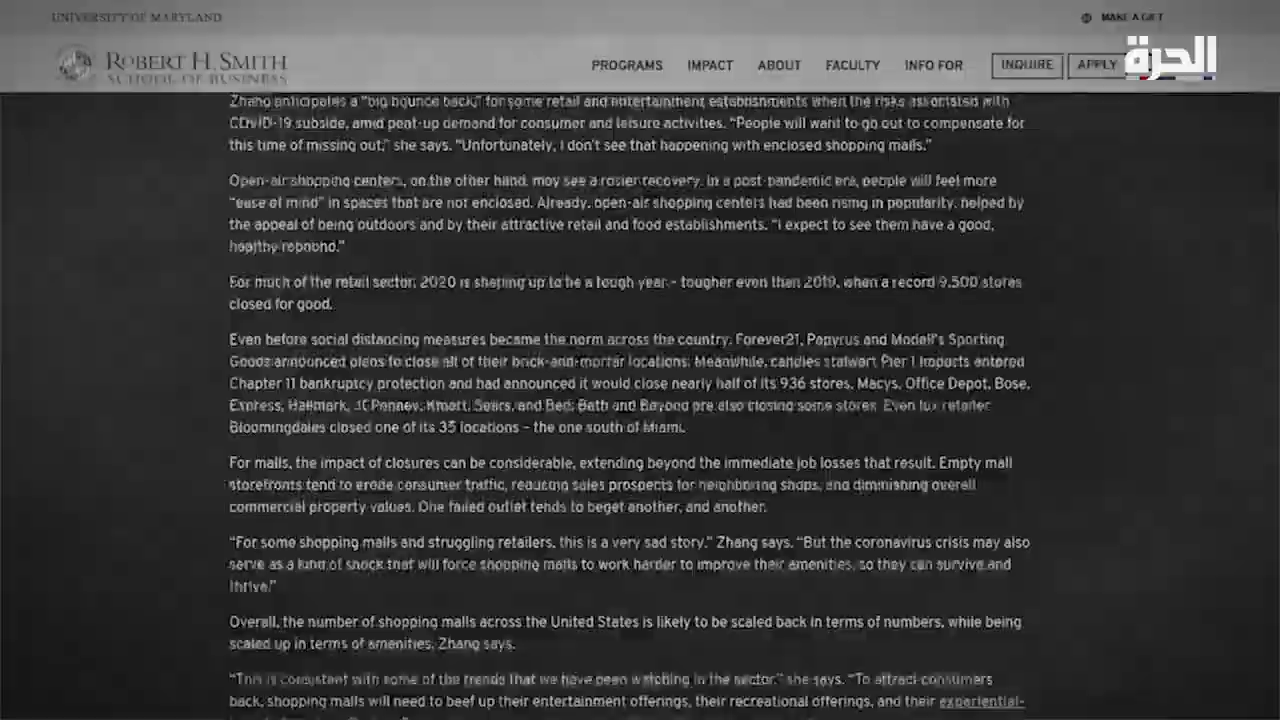 UNIVERSITY OF MARYLAND
MAKE A GIFT
ROBERT H. SMITH
SCHOOL OF BUSINESS
PROGRAMS IMPACT ABOUT FACULTY INFO FOR INQUIRE APPLY
الحرة
Zhang anticipates a "big bounce back," for some retail and entertainment establishments when the risks associated with
COVID-19 subside, amid pent-up demand for consumer and leisure activities. "People will want to go out to compensate for
this time of missing out," she says. "Unfortunately, I don't see that happening with enclosed shopping malls."
Open-air shopping centers, on the other hand, may see a rosier recovery. In a post-pandemic era, people will feel more
"ease of mind" in spaces that are not enclosed. Already, open-air shopping centers had been rising in popularity, helped by
the appeal of being outdoors and by their attractive retail and food establishments. "I expect to see them have a good,
healthy rebound."
For much of the retail sector, 2020 is shaping up to be a tough year – tougher even than 2019, when a record 9,500 stores
closed for good.
Even before social distancing measures became the norm across the country, Forever21, Papyrus and Modell's Sporting
Goods announced plans to close all of their brick-and-mortar locations. Meanwhile, candles stalwart Pier 1 Imports entered
Chapter 11 bankruptcy protection and had announced it would close nearly half of its 936 stores. Macys, Office Depot, Bose,
Express, Hallmark, JCPenney, Kmart, Sears, and Bed, Bath and Beyond are also closing some stores. Even lux retailer
Bloomingdales closed one of its 35 locations – the one south of Miami.
For malls, the impact of closures can be considerable, extending beyond the immediate job losses that result. Empty mall
storefronts tend to erode consumer traffic, reducing sales prospects for neighboring shops, and diminishing overall
commercial property values. One failed outlet tends to beget another, and another.
"For some shopping malls and struggling retailers, this is a very sad story," Zhang says. "But the coronavirus crisis may also
serve as a kind of shock that will force shopping malls to work harder to improve their amenities, so they can survive and
thrive."
Overall, the number of shopping malls across the United States is likely to be scaled back in terms of numbers, while being
scaled up in terms of amenities, Zhang says.
"This is consistent with some of the trends that we have been watching in the sector," she says. "To attract consumers
back, shopping malls will need to beef up their entertainment offerings, their recreational offerings, and their experiential-